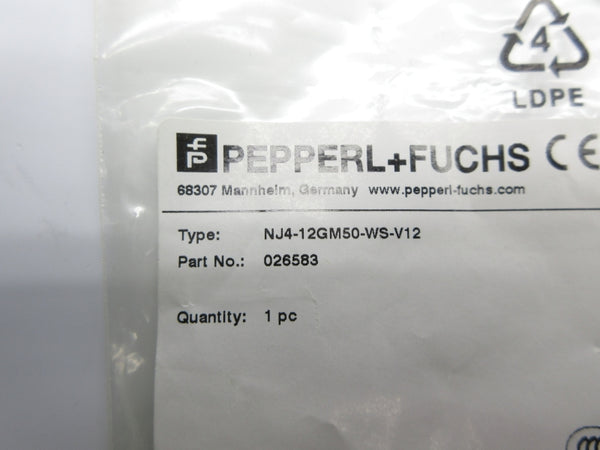 4
LDPE
PEPPERL+FUCHS CE
68307 Mannheim, Germany www.pepperl-fuchs.com
Type: NJ4-12GM50-WS-V12
Part No.: 026583
Quantity: 1 pc